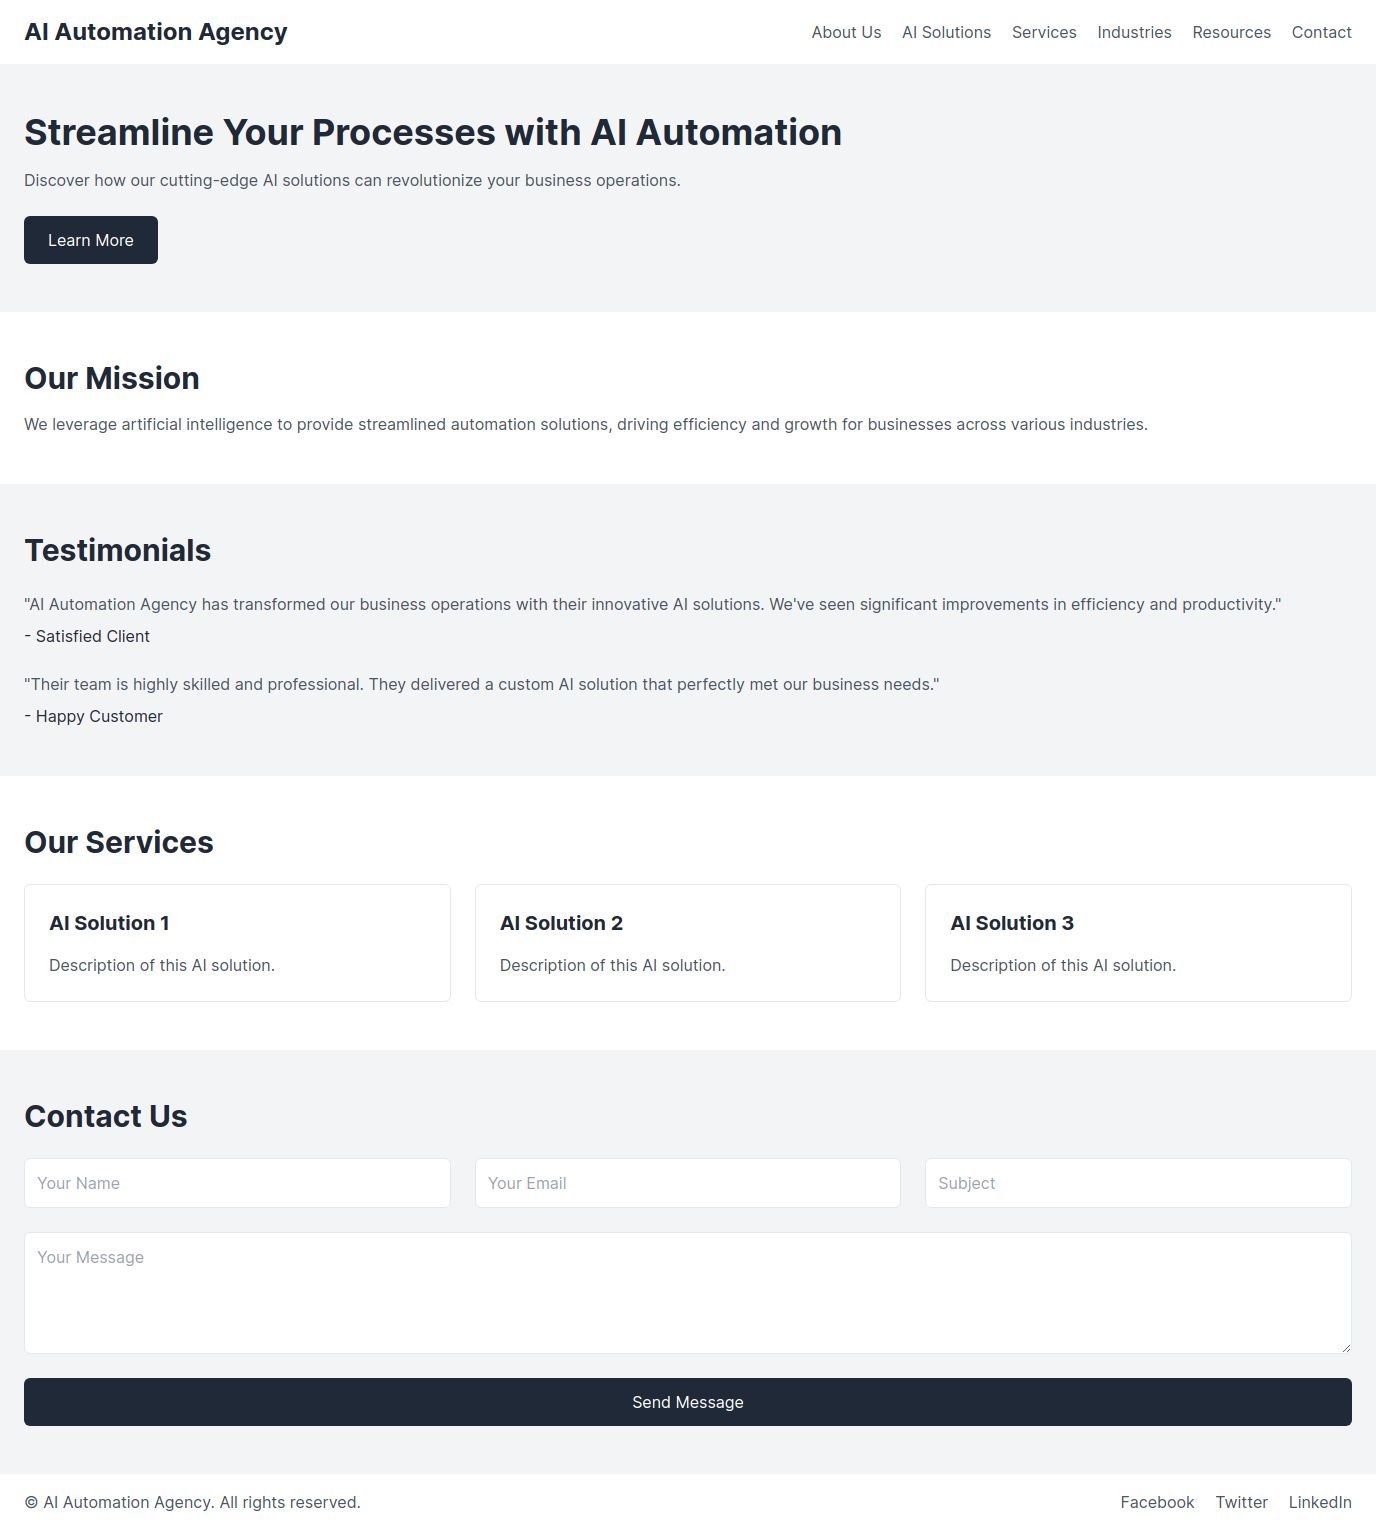 AI Automation Agency
About Us AI Solutions Services Industries Resources Contact
Streamline Your Processes with AI Automation
Discover how our cutting-edge AI solutions can revolutionize your business operations.
Learn More
Our Mission
We leverage artificial intelligence to provide streamlined automation solutions, driving efficiency and growth for businesses across various industries.
Testimonials
"AI Automation Agency has transformed our business operations with their innovative AI solutions. We've seen significant improvements in efficiency and productivity."
- Satisfied Client
"Their team is highly skilled and professional. They delivered a custom AI solution that perfectly met our business needs."
- Happy Customer
Our Services
AI Solution 1
Description of this AI solution.
AI Solution 2
Description of this AI solution.
AI Solution 3
Description of this AI solution.
Contact Us
Your Name
Your Email
Subject
Your Message
Send Message
© AI Automation Agency. All rights reserved.
Facebook Twitter LinkedIn